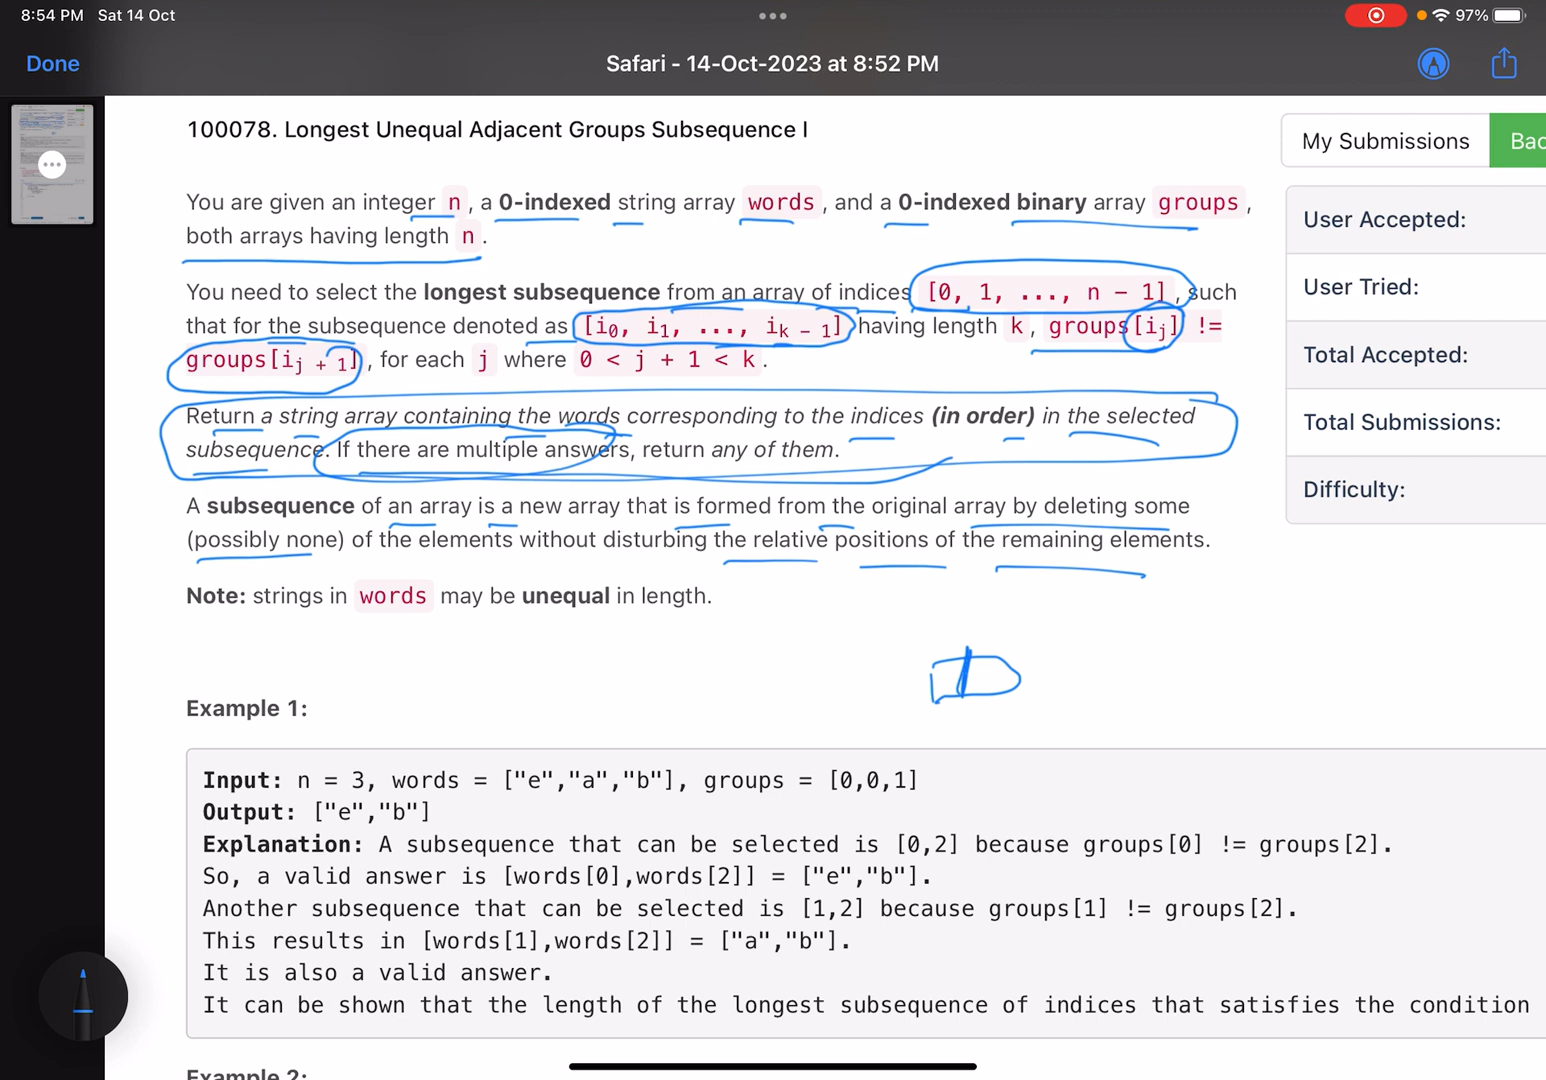 8:54 PM Sat 14 Oct
97%
Done
Safari - 14-Oct-2023 at 8:52 PM
100078. Longest Unequal Adjacent Groups Subsequence I
My Submissions
Bac
You are given an integer n, a 0-indexed string array words, and a 0-indexed binary array groups,
both arrays having length n.
You need to select the longest subsequence from an array of indices [0, 1, ..., n - 1], such
that for the subsequence denoted as [i0, i1, ..., ik - 1] having length k, groups[ij] !=
groups[ij + 1], for each j where 0 < j + 1 < k.
Return a string array containing the words corresponding to the indices (in order) in the selected
subsequence. If there are multiple answers, return any of them.
A subsequence of an array is a new array that is formed from the original array by deleting some
(possibly none) of the elements without disturbing the relative positions of the remaining elements.
Note: strings in words may be unequal in length.
User Accepted:
User Tried:
Total Accepted:
Total Submissions:
Difficulty:
Example 1:
Input: n = 3, words = ["e","a","b"], groups = [0,0,1]
Output: ["e","b"]
Explanation: A subsequence that can be selected is [0,2] because groups[0] != groups[2].
So, a valid answer is [words[0],words[2]] = ["e","b"].
Another subsequence that can be selected is [1,2] because groups[1] != groups[2].
This results in [words[1],words[2]] = ["a","b"].
It is also a valid answer.
It can be shown that the length of the longest subsequence of indices that satisfies the condition
Example 2: